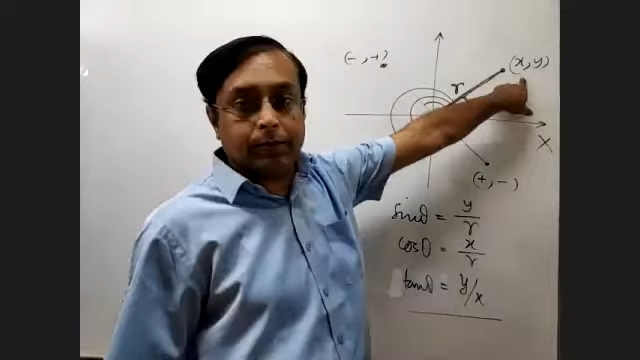 (-, +)
r
(x, y)
X
(+, -)
sinθ = y/r
cosθ = x/r
tanθ = y/x